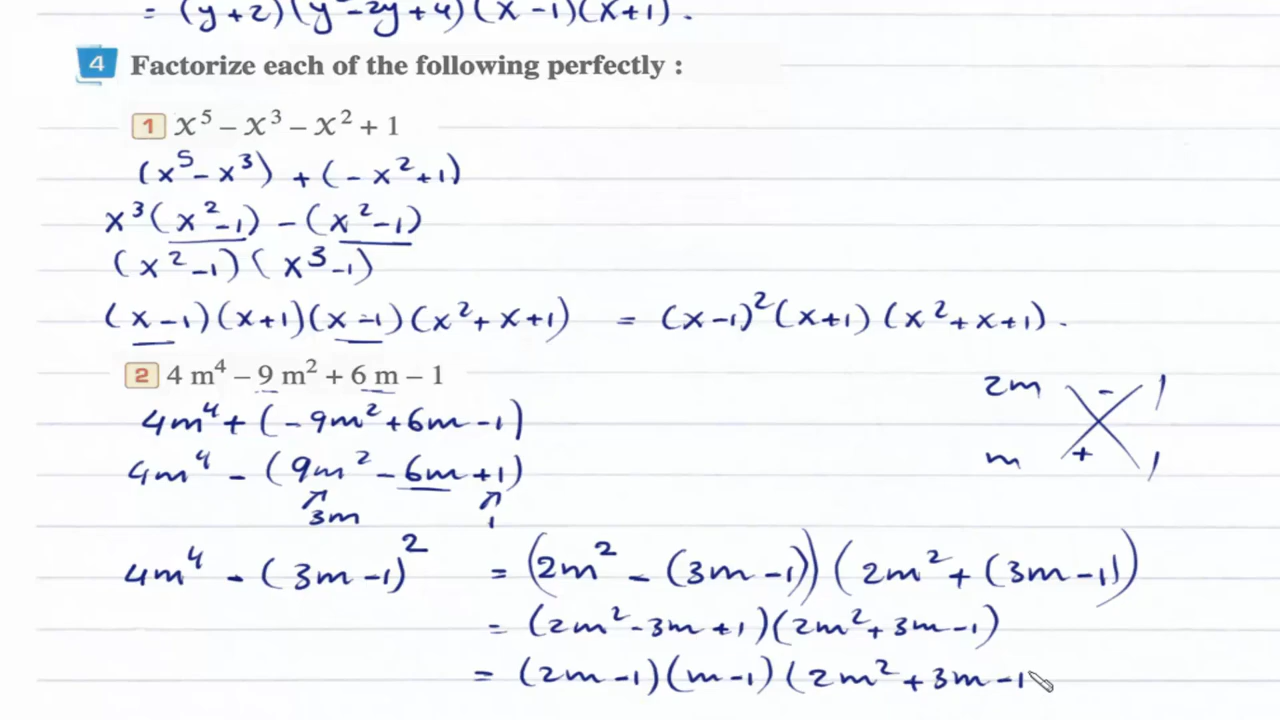 = (y+2)(y²-2y+4)(x-1)(x+1).
4 Factorize each of the following perfectly :
1 x⁵ – x³ – x² + 1
(x⁵-x³) + (-x²+1)
x³(x²-1) - (x²-1)
(x²-1)(x³-1)
(x-1)(x+1)(x-1)(x²+x+1) = (x-1)²(x+1)(x²+x+1).
2 4 m⁴ – 9 m² + 6 m – 1
2m - 1
4m⁴ + (-9m²+6m-1)
m + 1
4m⁴ - (9m²-6m+1)
3m 1
4m⁴ - (3m-1)² = (2m² - (3m-1))(2m² + (3m-1))
= (2m²-3m+1)(2m²+3m-1)
= (2m-1)(m-1)(2m²+3m-1